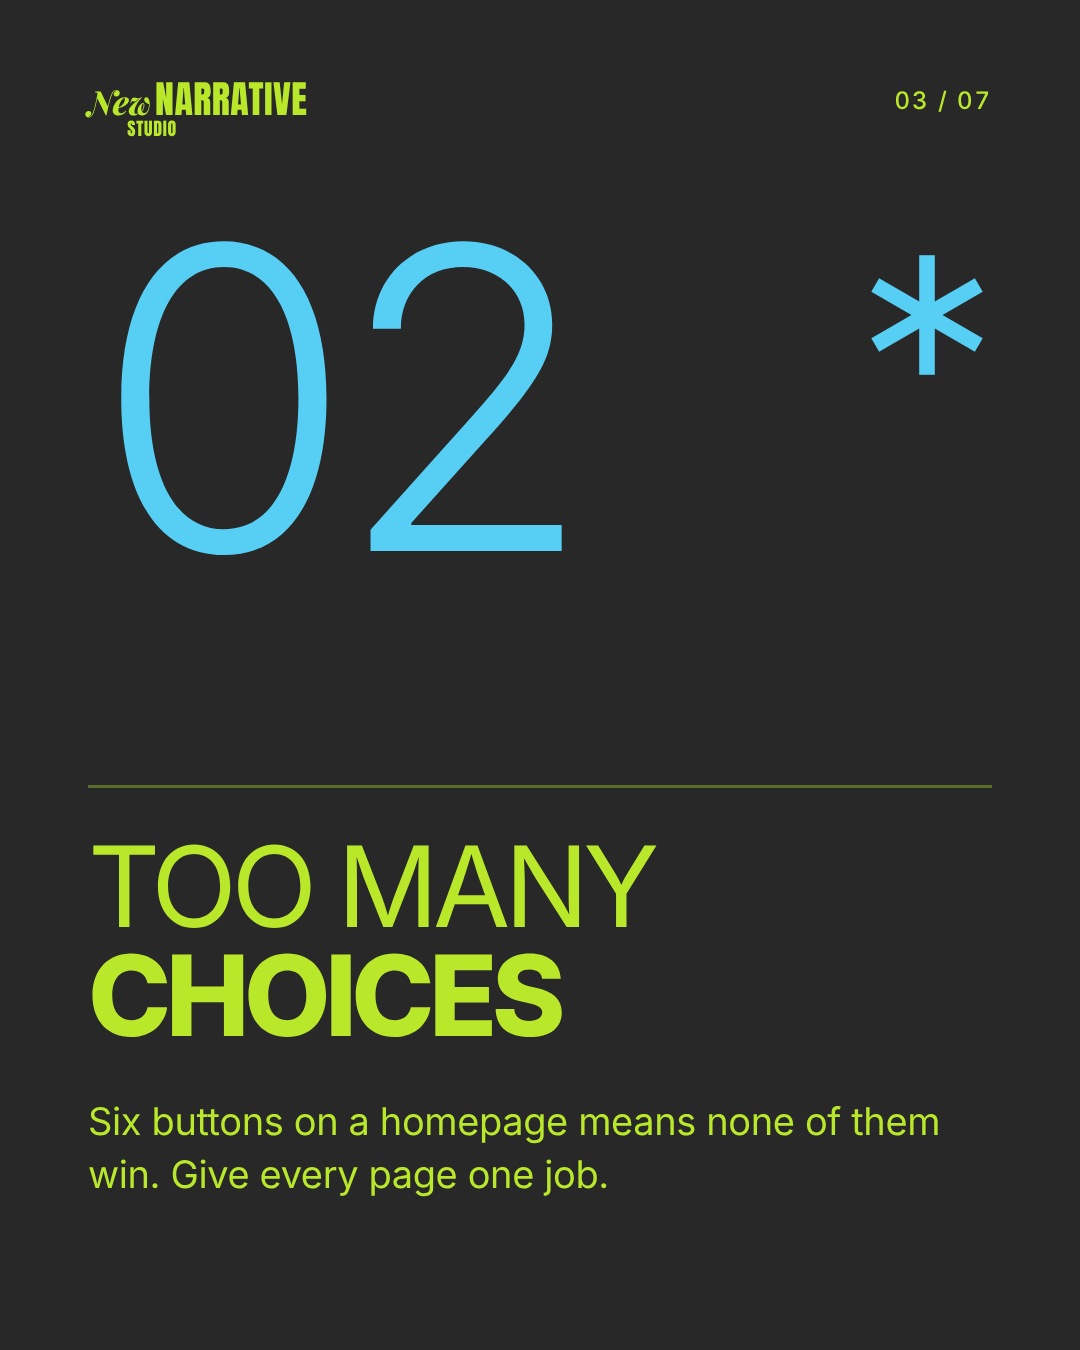 New NARRATIVE
STUDIO
03 / 07
02 *
TOO MANY
CHOICES
Six buttons on a homepage means none of them
win. Give every page one job.